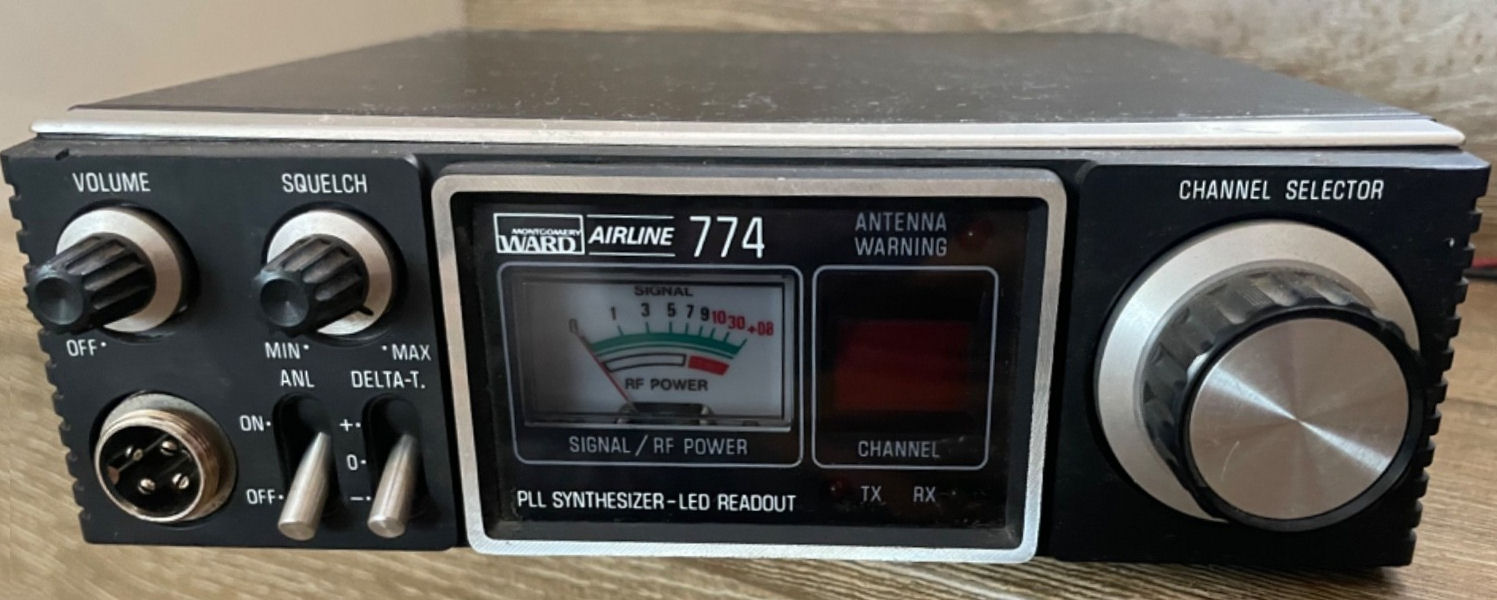 VOLUME
SQUELCH
OFF
MIN
MAX
ANL
DELTA-T.
ON
+
0
OFF
-
MONTGOMERY
WARD
AIRLINE 774
ANTENNA
WARNING
SIGNAL
0 1 3 5 7 9 10 30 +DB
RF POWER
SIGNAL / RF POWER
CHANNEL
TX RX
PLL SYNTHESIZER-LED READOUT
CHANNEL SELECTOR